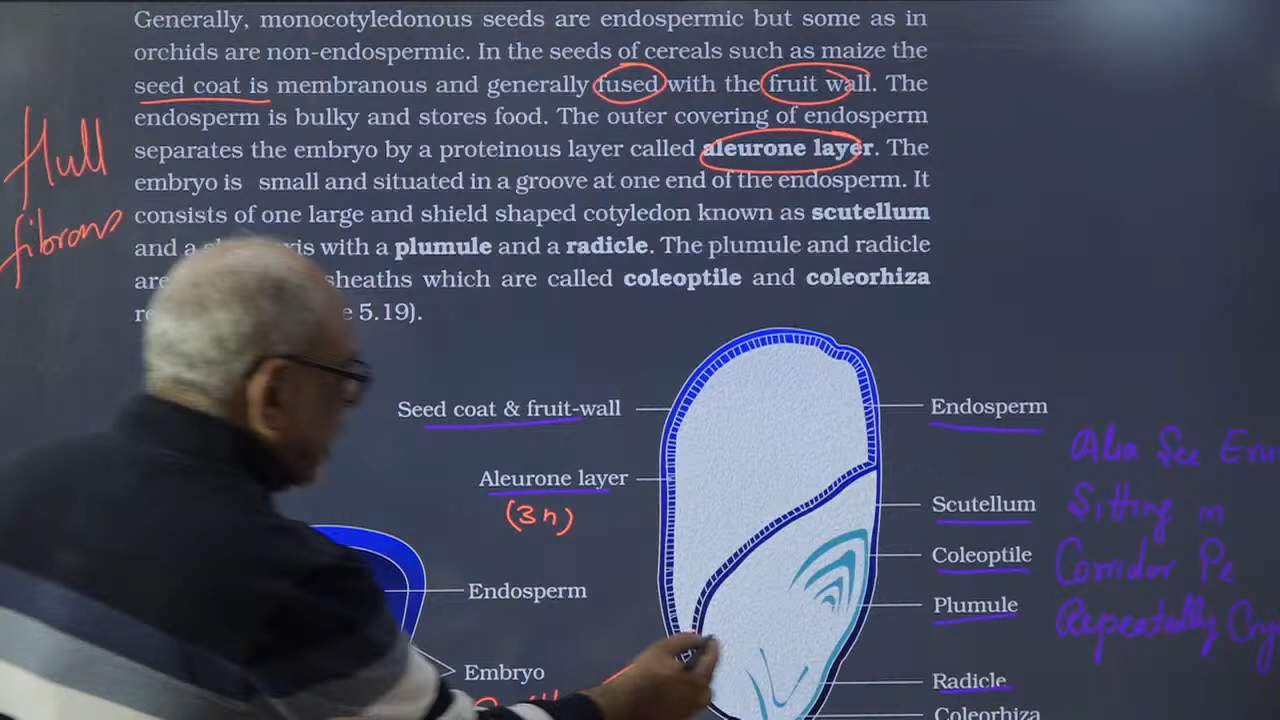 Generally, monocotyledonous seeds are endospermic but some as in
orchids are non-endospermic. In the seeds of cereals such as maize the
seed coat is membranous and generally fused with the fruit wall. The
endosperm is bulky and stores food. The outer covering of endosperm
separates the embryo by a proteinous layer called aleurone layer. The
embryo is small and situated in a groove at one end of the endosperm. It
consists of one large and shield shaped cotyledon known as scutellum
and a with a plumule and a radicle. The plumule and radicle
are sheaths which are called coleoptile and coleorhiza
5.19).
Hull
fibrous
Seed coat & fruit-wall
Aleurone layer
(3n)
Endosperm
Embryo
Endosperm
Scutellum
Coleoptile
Plumule
Radicle
Coleorhiza
Also See
Sitting in
Corridor Pe
Repeatally